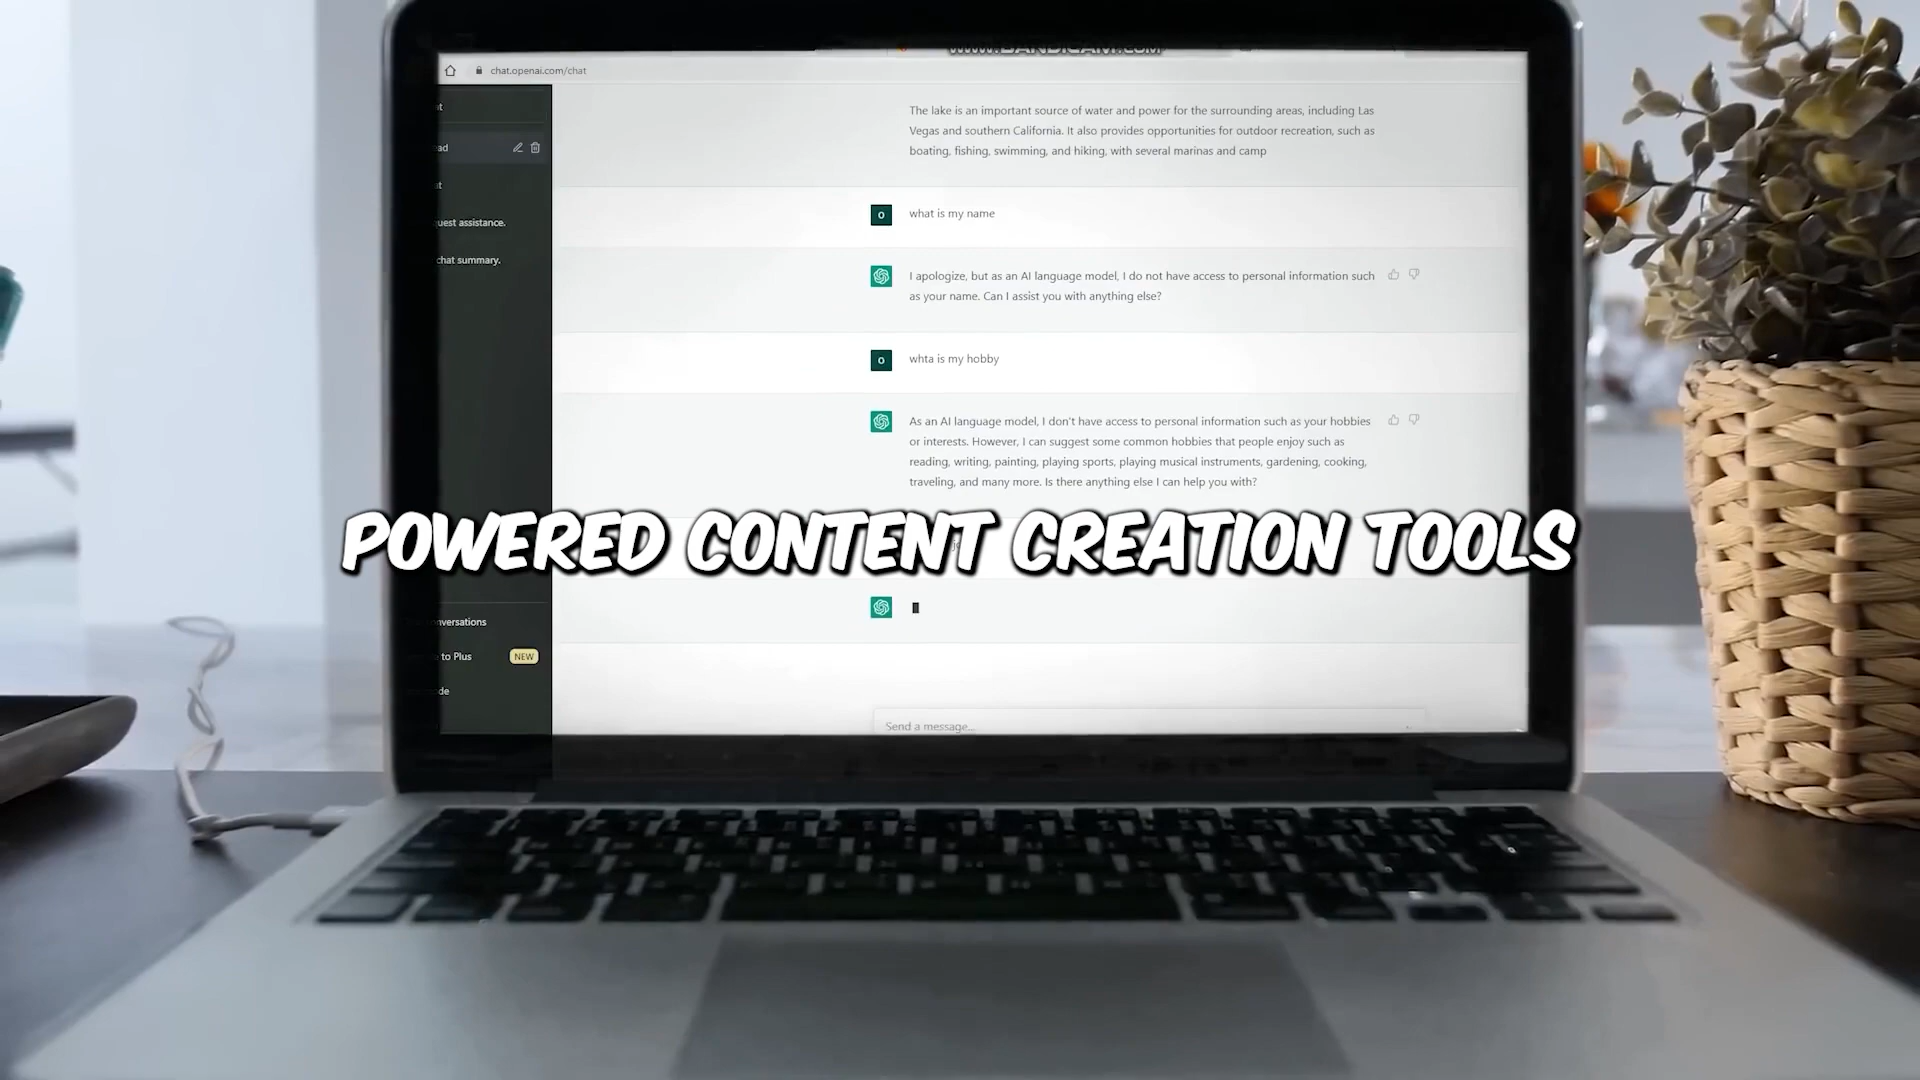 www.BANDICAM.com
chat.openai.com/chat
The lake is an important source of water and power for the surrounding areas, including Las
Vegas and southern California. It also provides opportunities for outdoor recreation, such as
boating, fishing, swimming, and hiking, with several marinas and camp
uest assistance.
chat summary.
O what is my name
I apologize, but as an AI language model, I do not have access to personal information such
as your name. Can I assist you with anything else?
O whta is my hobby
As an AI language model, I don't have access to personal information such as your hobbies
or interests. However, I can suggest some common hobbies that people enjoy such as
reading, writing, painting, playing sports, playing musical instruments, gardening, cooking,
traveling, and many more. Is there anything else I can help you with?
POWERED CONTENT CREATION TOOLS
onversations
to Plus NEW
ode
Send a message...